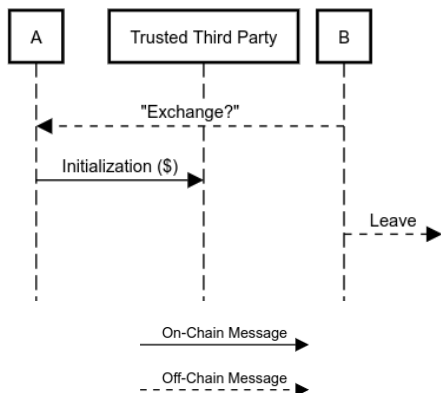 A
Trusted Third Party
B
"Exchange?"
Initialization ($)
Leave
On-Chain Message
Off-Chain Message